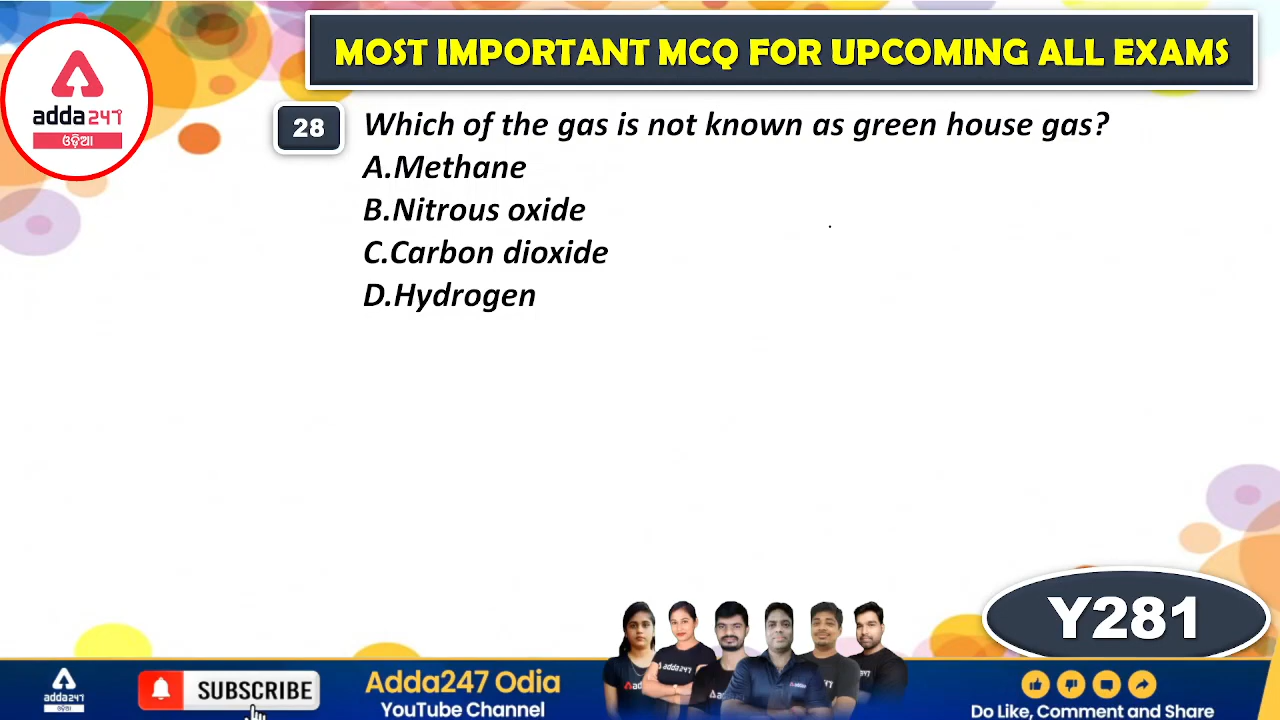 MOST IMPORTANT MCQ FOR UPCOMING ALL EXAMS
adda247
ଓଡ଼ିଆ
28
Which of the gas is not known as green house gas?
A.Methane
B.Nitrous oxide
C.Carbon dioxide
D.Hydrogen
Y281
adda247
ଓଡ଼ିଆ
SUBSCRIBE
Adda247 Odia
YouTube Channel
adda247
Do Like, Comment and Share